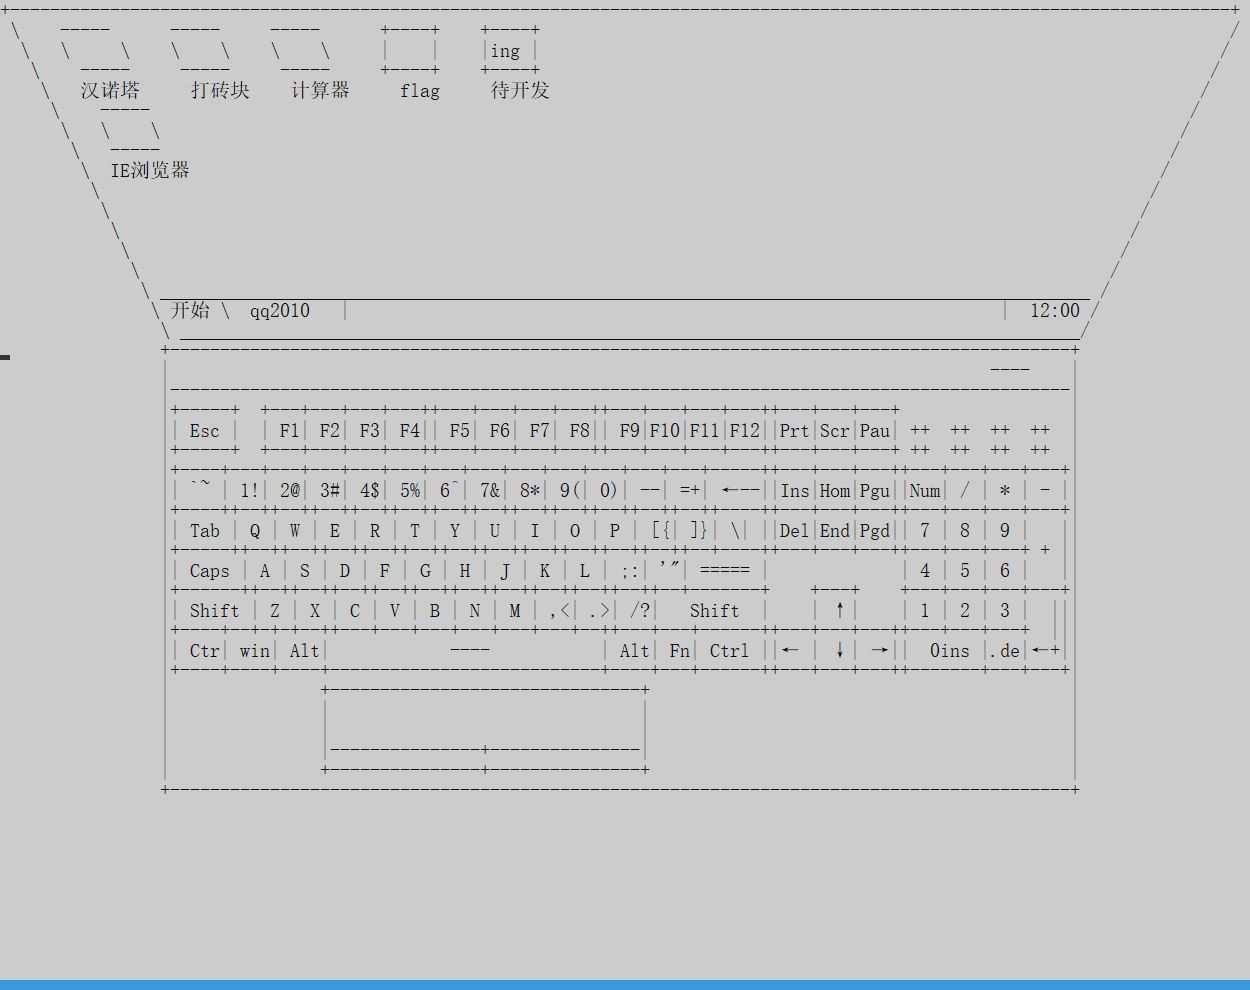 ing
汉诺塔 打砖块 计算器 flag 待开发
IE浏览器
开始 \ qq2010 12:00
Esc F1 F2 F3 F4 F5 F6 F7 F8 F9 F10 F11 F12 Prt Scr Pau ++ ++ ++ ++
++ ++ ++ ++
`~ 1! 2@ 3# 4$ 5% 6^ 7& 8* 9( 0) -- =+ ←-- Ins Hom Pgu Num / * -
Tab Q W E R T Y U I O P [{ ]} \ Del End Pgd 7 8 9
+
Caps A S D F G H J K L ;: '" ===== 4 5 6
Shift Z X C V B N M ,< .> /? Shift ↑ 1 2 3
Ctr win Alt ---- Alt Fn Ctrl ← ↓ → 0ins .de ←+